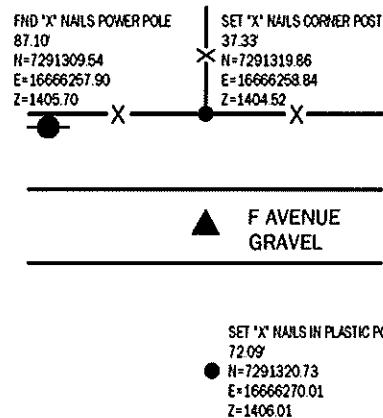 FND "X" NAILS POWER POLE
87.10'
N=7291309.54
E=16666257.90
Z=1405.70
SET "X" NAILS CORNER POST
37.33'
N=7291319.86
E=16666258.84
Z=1404.52
X
X
X
F AVENUE
GRAVEL
SET "X" NAILS IN PLASTIC
72.09'
N=7291320.73
E=16666270.01
Z=1406.01